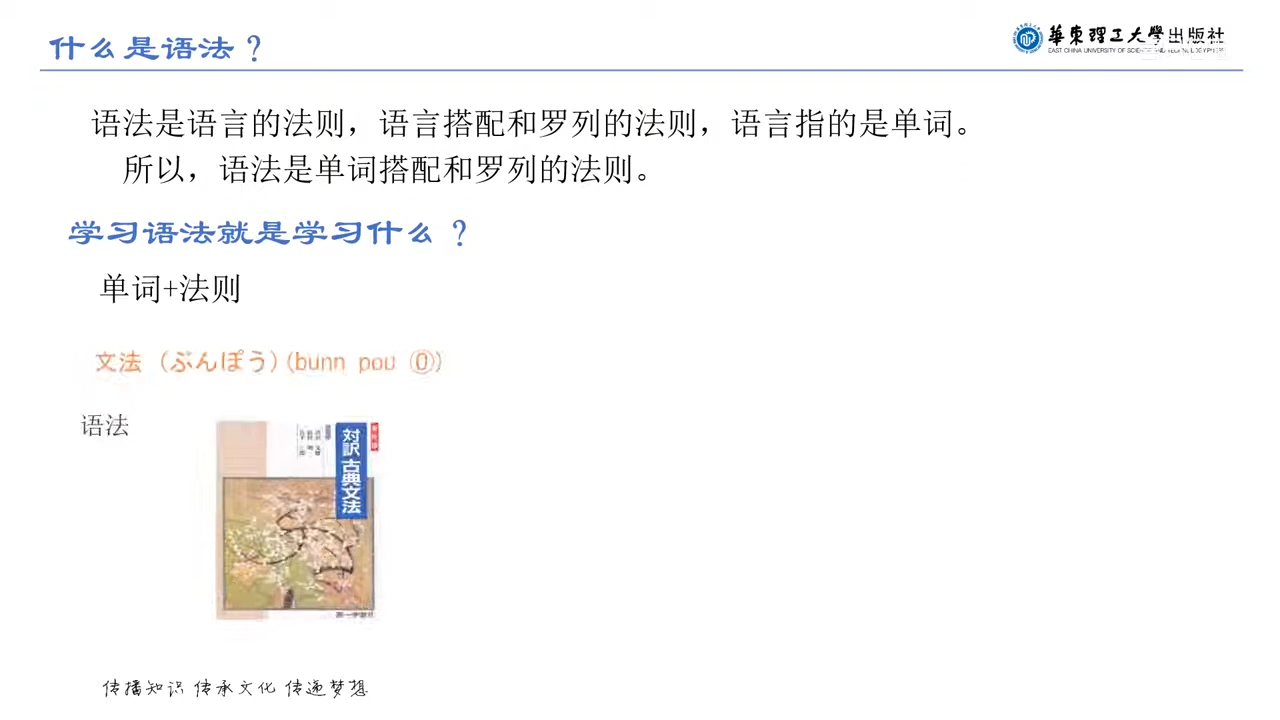 什么是语法？
華東理工大學出版社
语法是语言的法则，语言搭配和罗列的法则，语言指的是单词。
所以，语法是单词搭配和罗列的法则。
学习语法就是学习什么？
单词+法则
文法（ぶんぽう）(bunn pou ⓪)
语法
対訳 古典文法
传播知识 传承文化 传递梦想